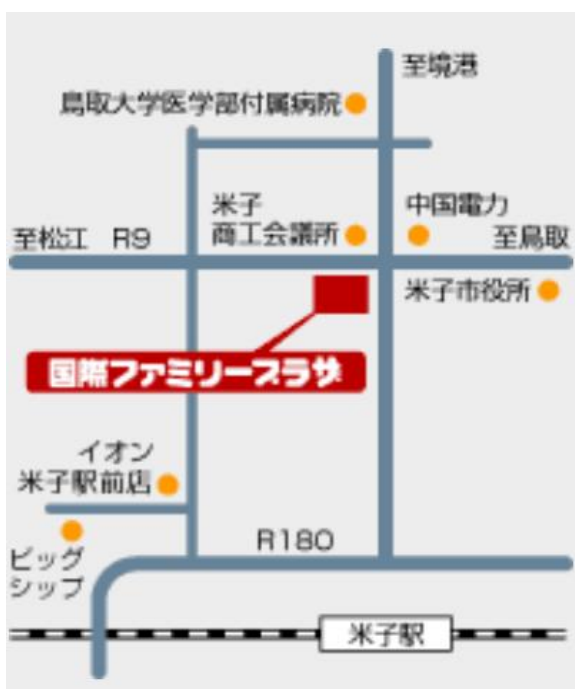 至境港
鳥取大学医学部付属病院
米子
商工会議所
中国電力
至松江 R9
至鳥取
米子市役所
国際ファミリープラザ
イオン
米子駅前店
R180
ビッグ
シップ
米子駅